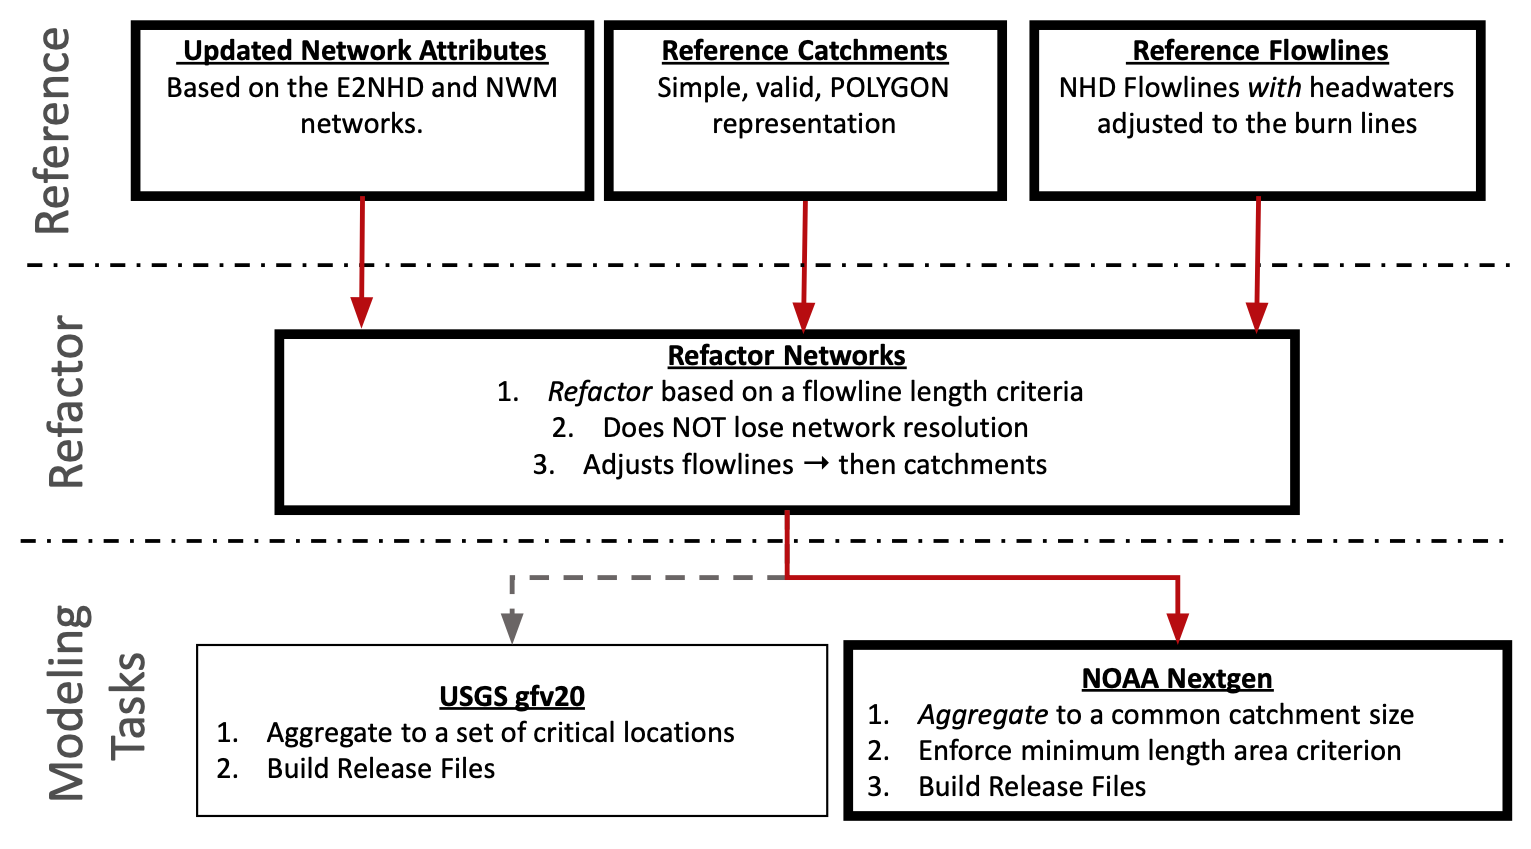 Reference
Updated Network Attributes
Based on the E2NHD and NWM
networks.
Reference Catchments
Simple, valid, POLYGON
representation
Reference Flowlines
NHD Flowlines with headwaters
adjusted to the burn lines
Refactor
Refactor Networks
1. Refactor based on a flowline length criteria
2. Does NOT lose network resolution
3. Adjusts flowlines → then catchments
Modeling
Tasks
USGS gfv20
1. Aggregate to a set of critical locations
2. Build Release Files
NOAA Nextgen
1. Aggregate to a common catchment size
2. Enforce minimum length area criterion
3. Build Release Files